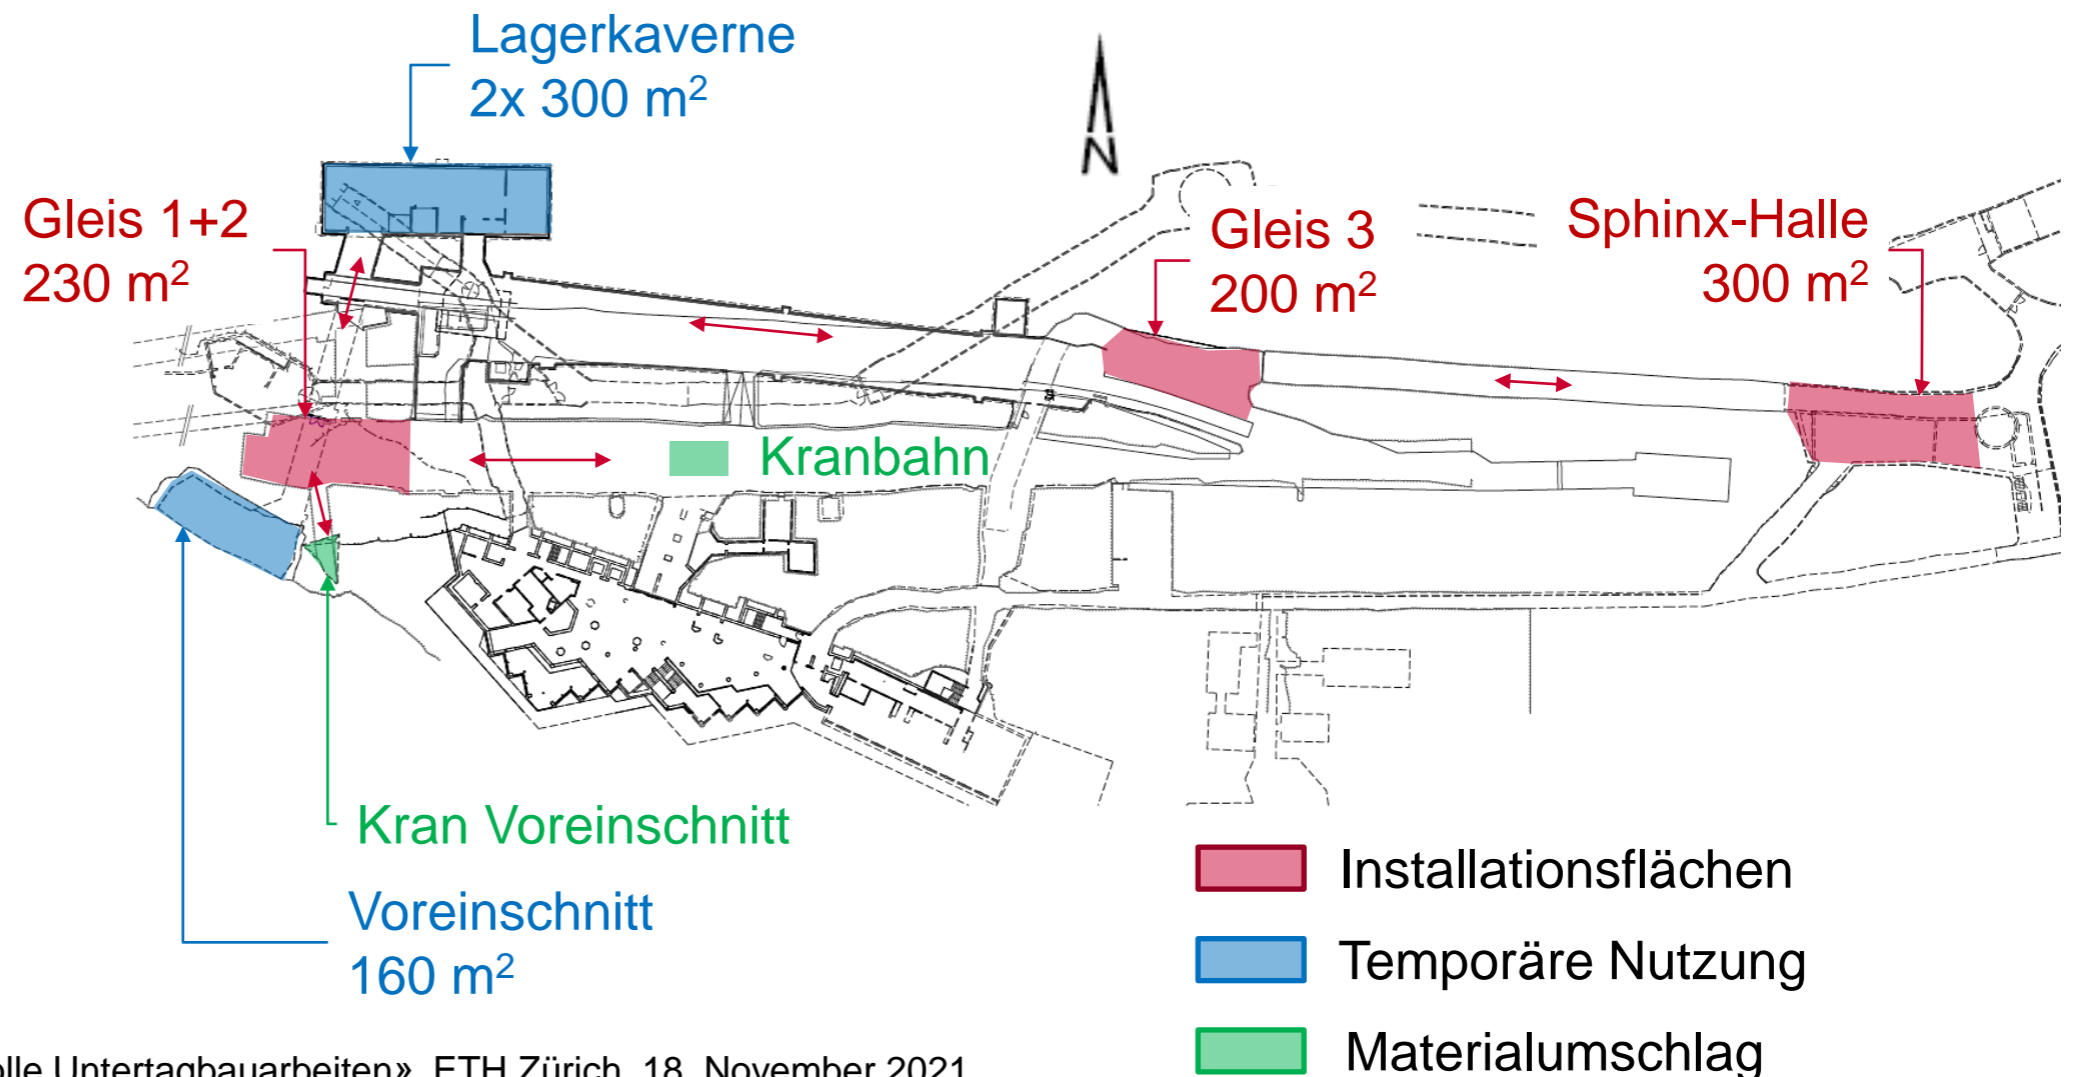 Lagerkaverne
2x 300 m²
N
Gleis 1+2
230 m²
Gleis 3
200 m²
Sphinx-Halle
300 m²
Kranbahn
Kran Voreinschnitt
Voreinschnitt
160 m²
Installationsflächen
Temporäre Nutzung
Materialumschlag
Untertagbauarbeiten», ETH Zürich, 18. November 2021